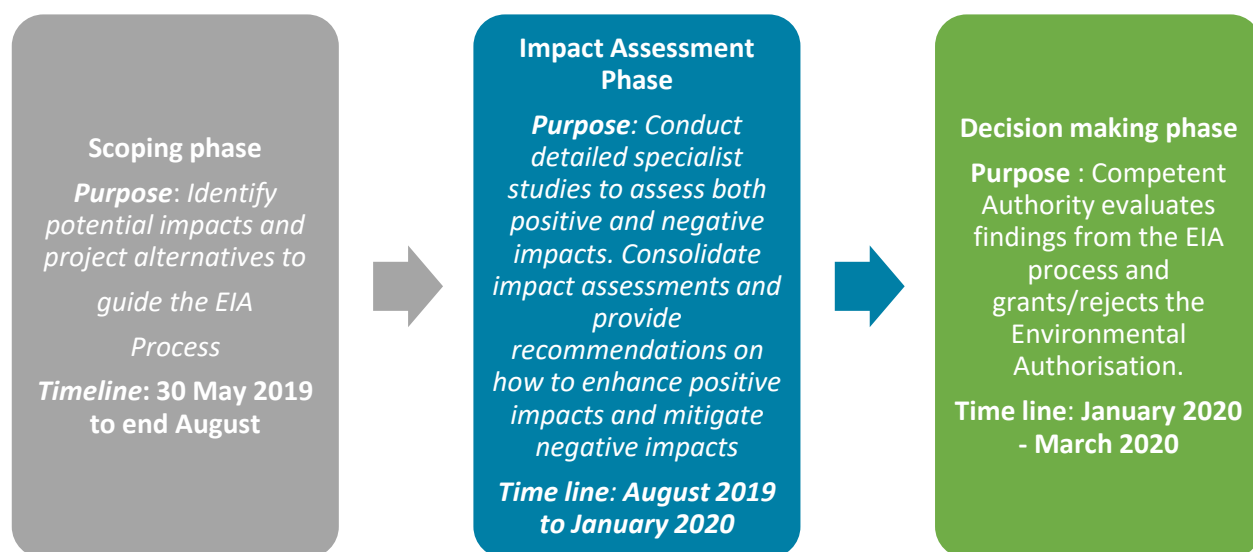 Scoping phase
Purpose: Identify
potential impacts and
project alternatives to
guide the EIA
Process
Timeline: 30 May 2019
to end August
Impact Assessment
Phase
Purpose: Conduct
detailed specialist
studies to assess both
positive and negative
impacts. Consolidate
impact assessments and
provide
recommendations on
how to enhance positive
impacts and mitigate
negative impacts
Time line: August 2019
to January 2020
Decision making phase
Purpose : Competent
Authority evaluates
findings from the EIA
process and
grants/rejects the
Environmental
Authorisation.
Time line: January 2020
- March 2020